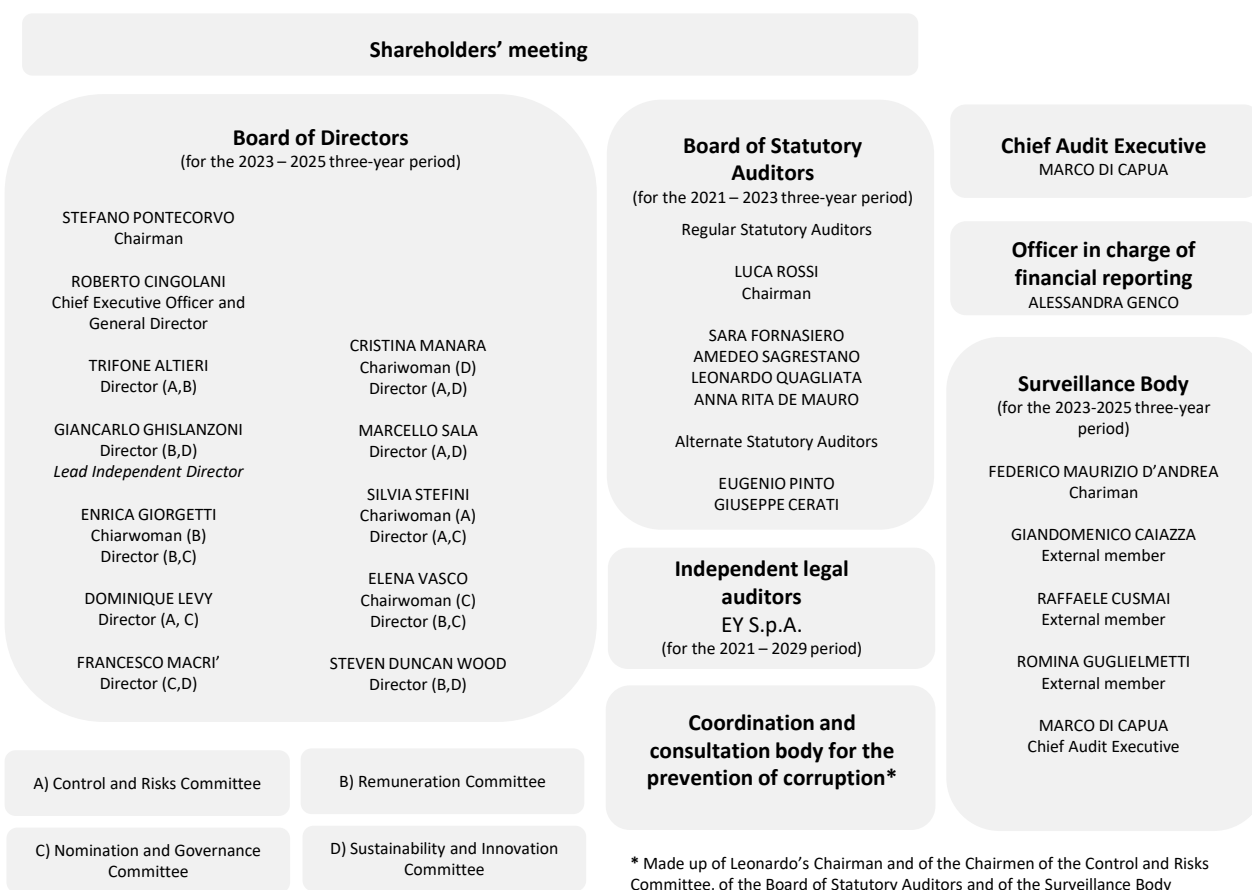 Shareholders’ meeting
Board of Directors
(for the 2023 – 2025 three-year period)
STEFANO PONTECORVO
Chairman
ROBERTO CINGOLANI
Chief Executive Officer and
General Director
TRIFONE ALTIERI
Director (A,B)
GIANCARLO GHISLANZONI
Director (B,D)
Lead Independent Director
ENRICA GIORGETTI
Chiarwoman (B)
Director (B,C)
DOMINIQUE LEVY
Director (A, C)
FRANCESCO MACRI’
Director (C,D)
CRISTINA MANARA
Chariwoman (D)
Director (A,D)
MARCELLO SALA
Director (A,D)
SILVIA STEFINI
Chariwoman (A)
Director (A,C)
ELENA VASCO
Chairwoman (C)
Director (B,C)
STEVEN DUNCAN WOOD
Director (B,D)
A) Control and Risks Committee
B) Remuneration Committee
C) Nomination and Governance
Committee
D) Sustainability and Innovation
Committee
Board of Statutory
Auditors
(for the 2021 – 2023 three-year period)
Regular Statutory Auditors
LUCA ROSSI
Chairman
SARA FORNASIERO
AMEDEO SAGRESTANO
LEONARDO QUAGLIATA
ANNA RITA DE MAURO
Alternate Statutory Auditors
EUGENIO PINTO
GIUSEPPE CERATI
Independent legal
auditors
EY S.p.A.
(for the 2021 – 2029 period)
Coordination and
consultation body for the
prevention of corruption*
Chief Audit Executive
MARCO DI CAPUA
Officer in charge of
financial reporting
ALESSANDRA GENCO
Surveillance Body
(for the 2023-2025 three-year
period)
FEDERICO MAURIZIO D’ANDREA
Chariman
GIANDOMENICO CAIAZZA
External member
RAFFAELE CUSMAI
External member
ROMINA GUGLIELMETTI
External member
MARCO DI CAPUA
Chief Audit Executive
* Made up of Leonardo’s Chairman and of the Chairmen of the Control and Risks
Committee, of the Board of Statutory Auditors and of the Surveillance Body